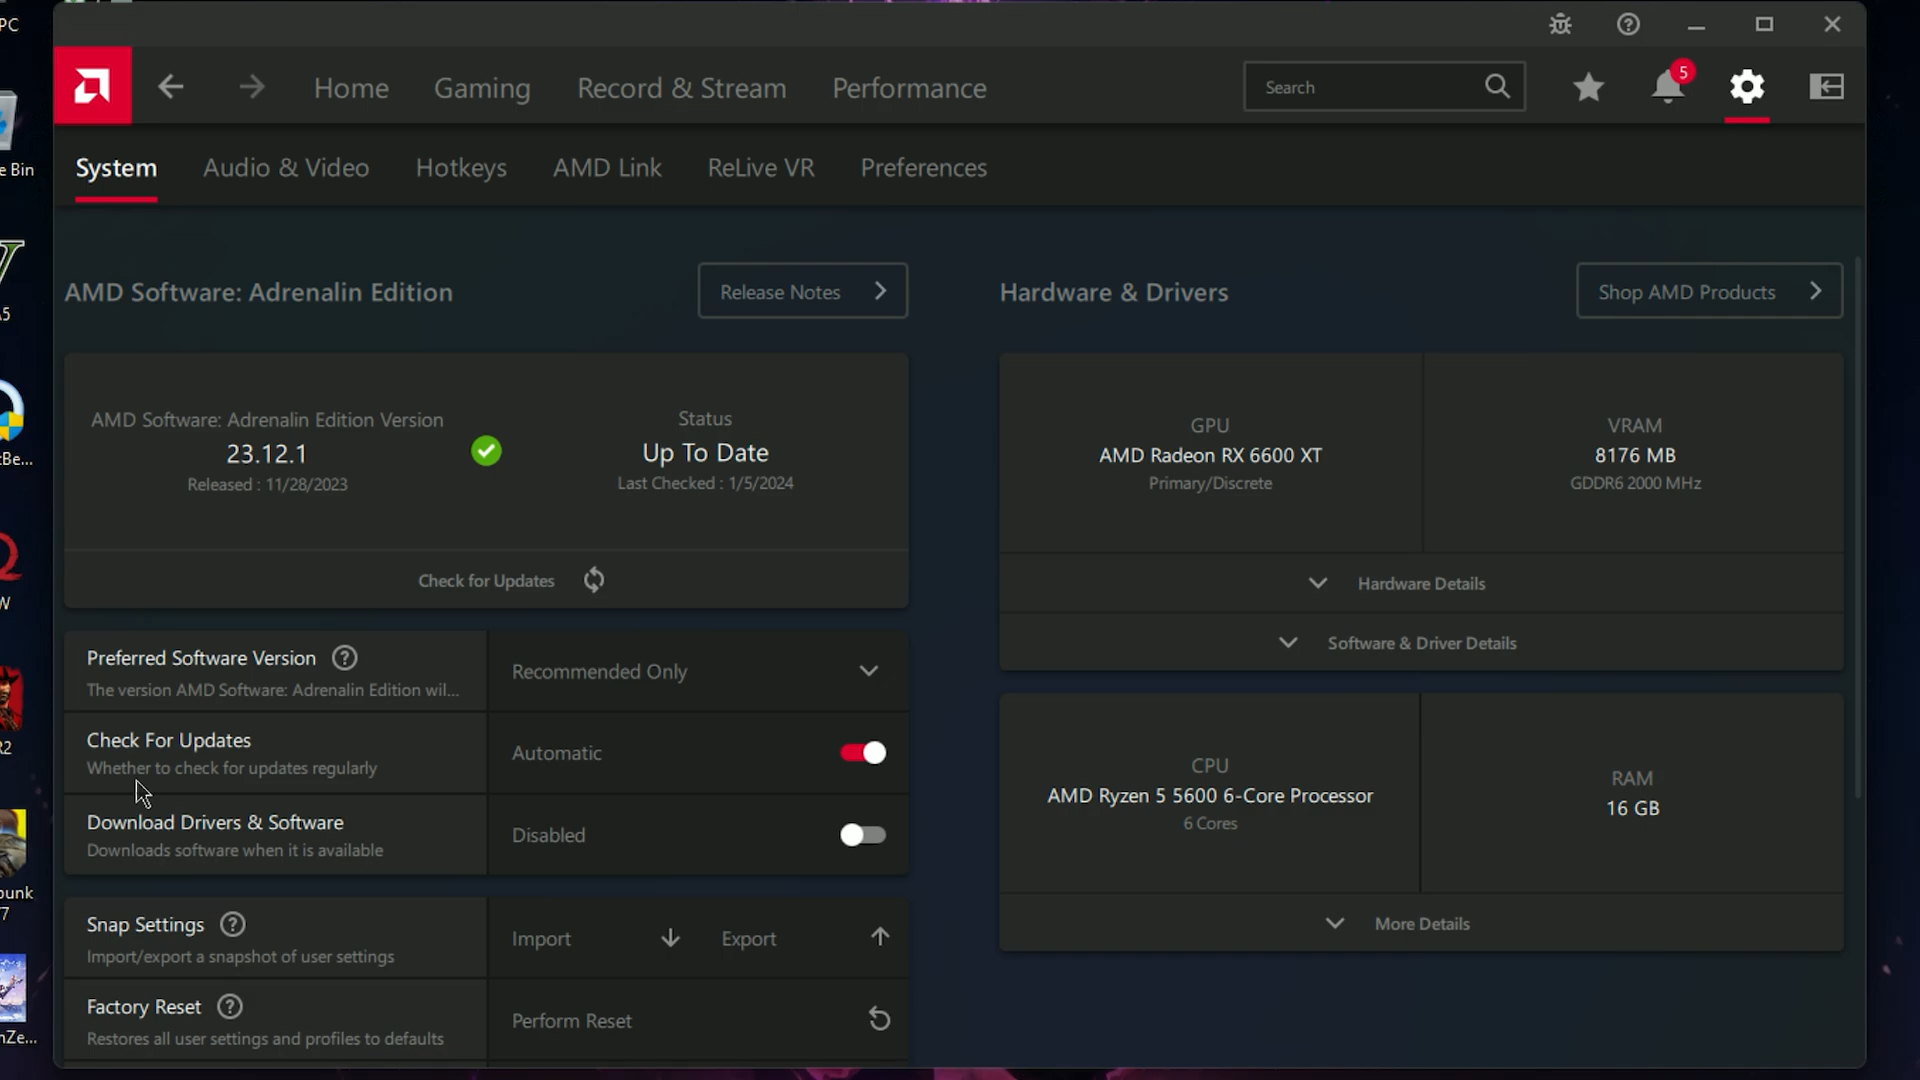 PC
e Bin
5
tBe...
W
R2
ounk
7
nZe...
Home
Gaming
Record & Stream
Performance
Search
5
System
Audio & Video
Hotkeys
AMD Link
ReLive VR
Preferences
AMD Software: Adrenalin Edition
Release Notes
AMD Software: Adrenalin Edition Version
23.12.1
Released : 11/28/2023
Status
Up To Date
Last Checked : 1/5/2024
Check for Updates
Preferred Software Version
The version AMD Software: Adrenalin Edition wil...
Recommended Only
Check For Updates
Whether to check for updates regularly
Automatic
Download Drivers & Software
Downloads software when it is available
Disabled
Snap Settings
Import/export a snapshot of user settings
Import
Export
Factory Reset
Restores all user settings and profiles to defaults
Perform Reset
Hardware & Drivers
Shop AMD Products
GPU
AMD Radeon RX 6600 XT
Primary/Discrete
VRAM
8176 MB
GDDR6 2000 MHz
Hardware Details
Software & Driver Details
CPU
AMD Ryzen 5 5600 6-Core Processor
6 Cores
RAM
16 GB
More Details